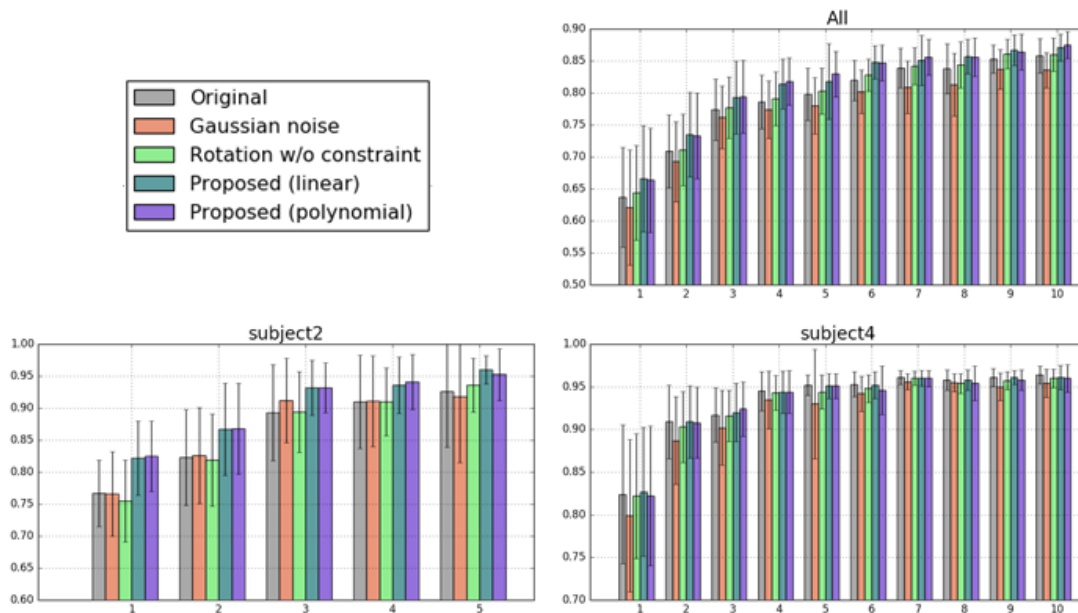 All
Original
Gaussian noise
Rotation w/o constraint
Proposed (linear)
Proposed (polynomial)
0.90
0.85
0.80
0.75
0.70
0.65
0.60
0.55
0.50
1 2 3 4 5 6 7 8 9 10
subject2
1.00
0.95
0.90
0.85
0.80
0.75
0.70
0.65
0.60
1 2 3 4 5
subject4
1.00
0.95
0.90
0.85
0.80
0.75
0.70
1 2 3 4 5 6 7 8 9 10